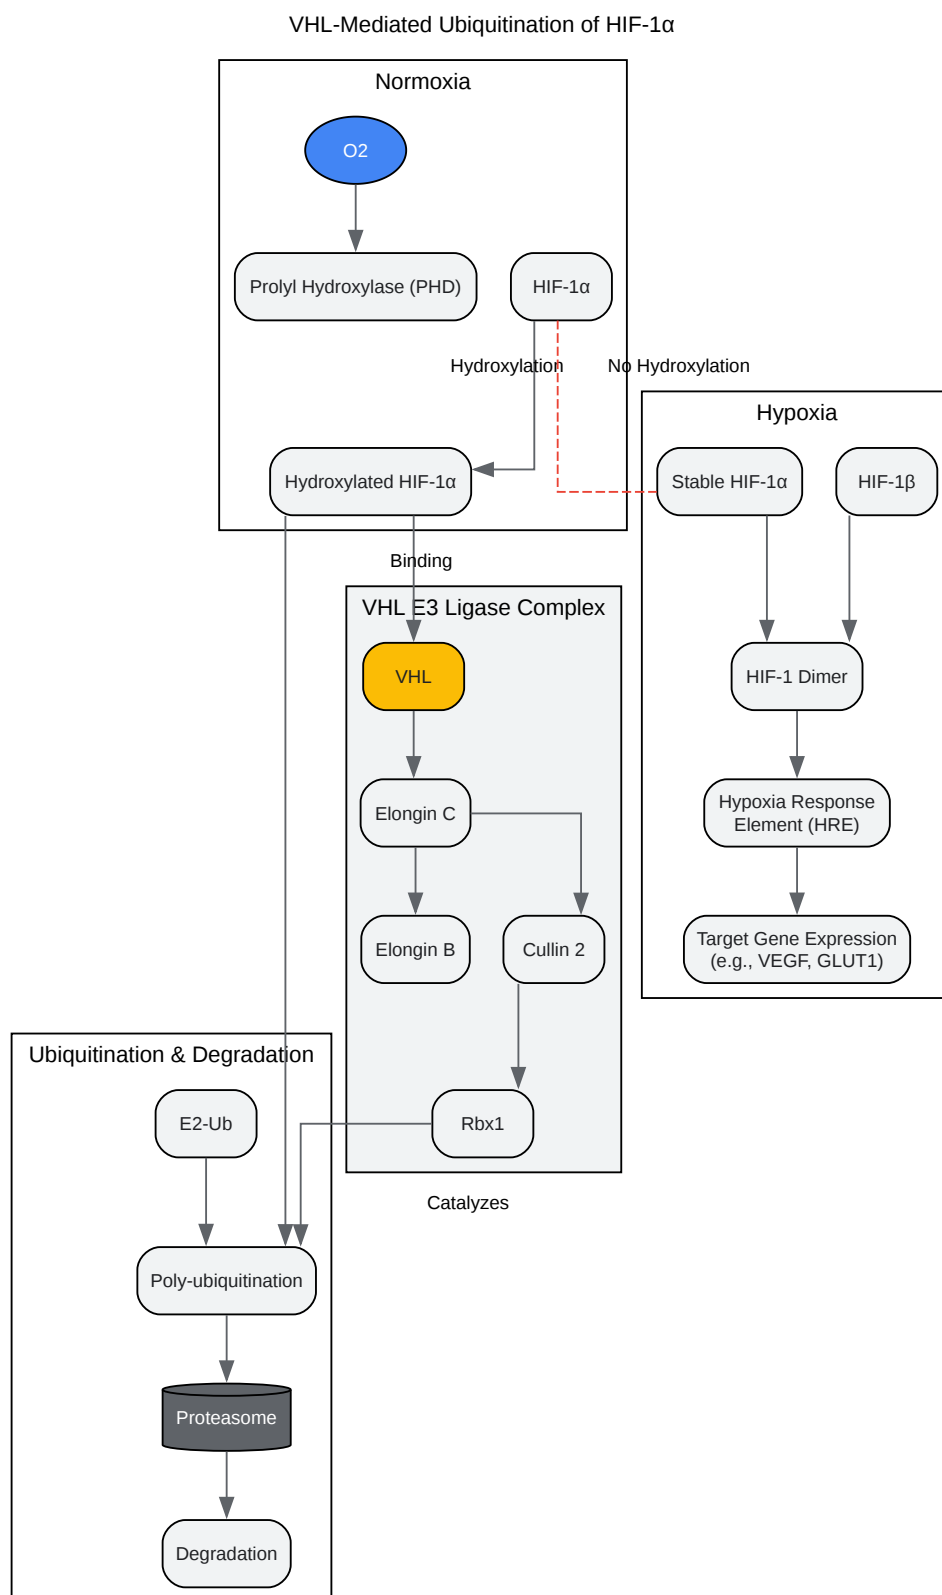 VHL-Mediated Ubiquitination of HIF-1α
Normoxia
O2
Prolyl Hydroxylase (PHD)
HIF-1α
Hydroxylation
No Hydroxylation
Hypoxia
Hydroxylated HIF-1α
Stable HIF-1α
HIF-1β
Binding
VHL E3 Ligase Complex
VHL
HIF-1 Dimer
Elongin C
Hypoxia Response
Element (HRE)
Elongin B
Cullin 2
Target Gene Expression
(e.g., VEGF, GLUT1)
Ubiquitination & Degradation
E2-Ub
Rbx1
Catalyzes
Poly-ubiquitination
Proteasome
Degradation